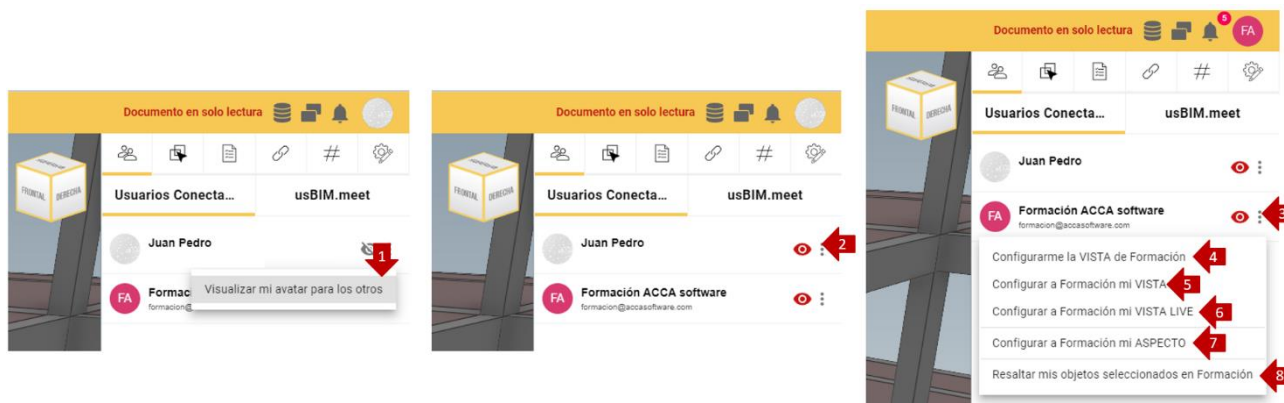 Documento en solo lectura
FRONTAL DERECHA
Usuarios Conecta... usBIM.meet
Juan Pedro
1
Visualizar mi avatar para los otros
FA Formac
formacion@
Documento en solo lectura
FRONTAL DERECHA
Usuarios Conecta... usBIM.meet
Juan Pedro
2
FA Formación ACCA software
formacion@accasoftware.com
Documento en solo lectura 5 FA
FRONTAL DERECHA
Usuarios Conecta... usBIM.meet
Juan Pedro
FA Formación ACCA software 3
formacion@accasoftware.com
Configurarme la VISTA de Formación 4
Configurar a Formación mi VISTA 5
Configurar a Formación mi VISTA LIVE 6
Configurar a Formación mi ASPECTO 7
Resaltar mis objetos seleccionados en Formación 8